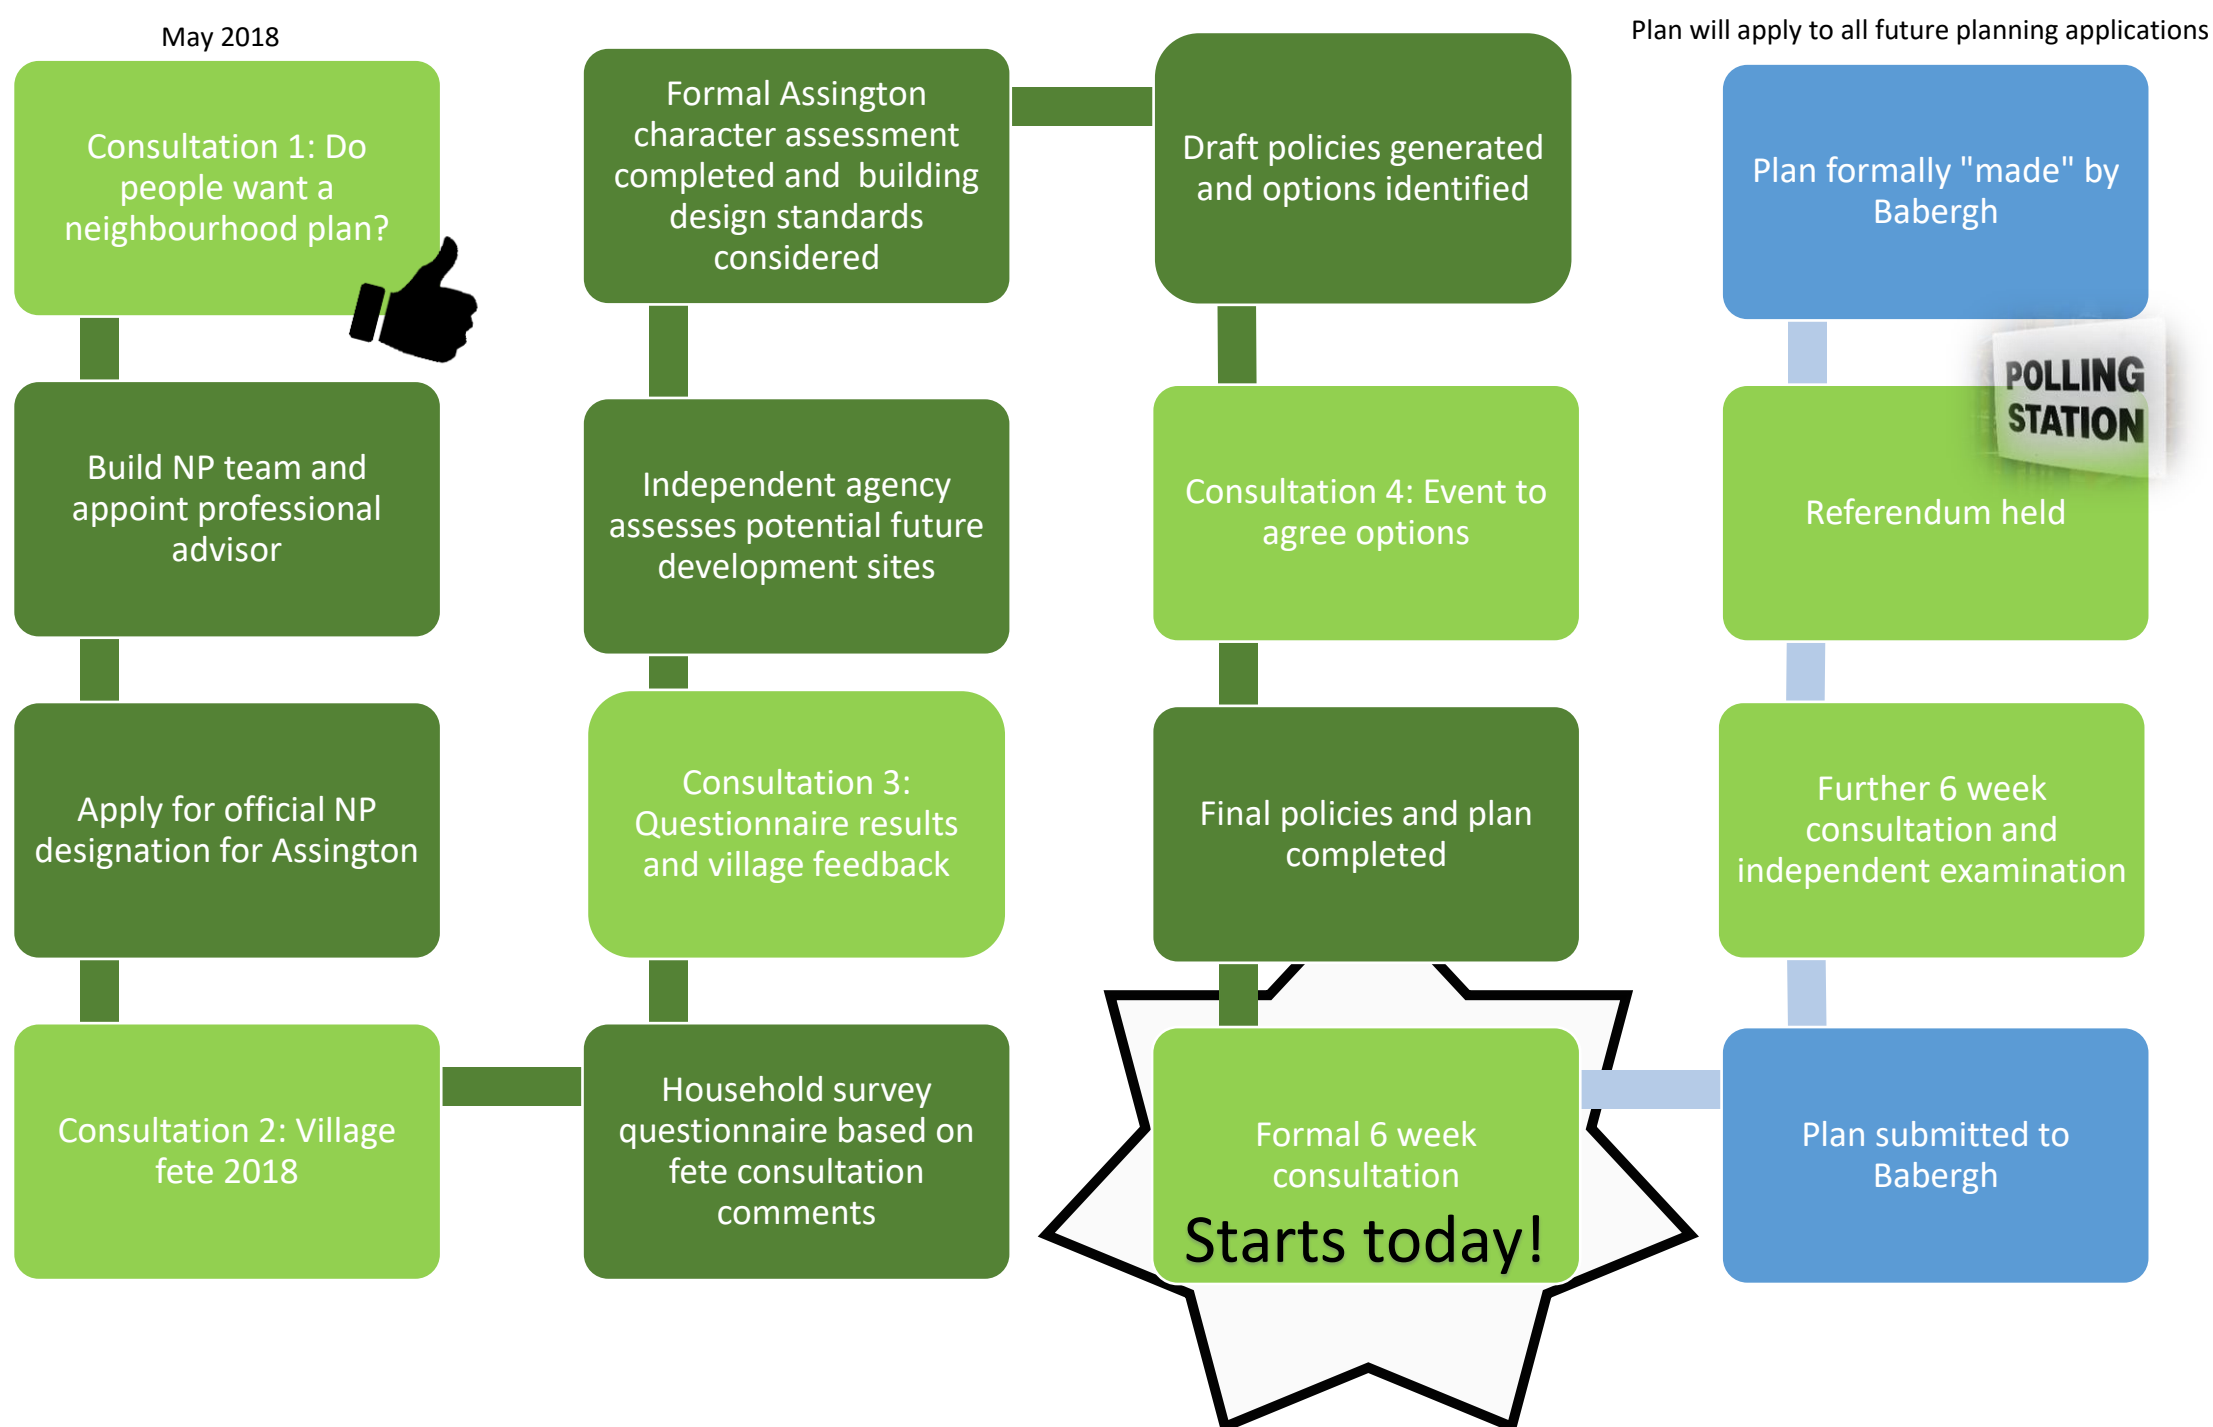 May 2018
Consultation 1: Do
people want a
neighbourhood plan?
Build NP team and
appoint professional
advisor
Apply for official NP
designation for Assington
Consultation 2: Village
fete 2018
Household survey
questionnaire based on
fete consultation
comments
Consultation 3:
Questionnaire results
and village feedback
Independent agency
assesses potential future
development sites
Formal Assington
character assessment
completed and  building
design standards
considered
Draft policies generated
and options identified
Consultation 4: Event to
agree options
Final policies and plan
completed
Formal 6 week
consultation
Starts today!
Plan submitted to
Babergh
Further 6 week
consultation and
independent examination
Referendum held
POLLING
STATION
Plan formally "made" by
Babergh
Plan will apply to all future planning applications